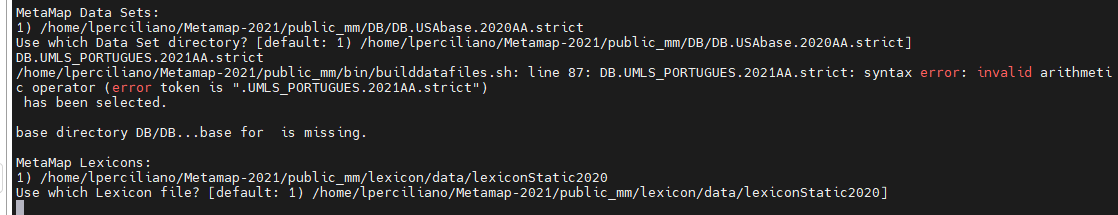 MetaMap Data Sets:
1) /home/lperciliano/Metamap-2021/public_mm/DB/DB.USAbase.2020AA.strict
Use which Data Set directory? [default: 1) /home/lperciliano/Metamap-2021/public_mm/DB/DB.USAbase.2020AA.strict]
DB.UMLS_PORTUGUES.2021AA.strict
/home/lperciliano/Metamap-2021/public_mm/bin/builddatafiles.sh: line 87: DB.UMLS_PORTUGUES.2021AA.strict: syntax error: invalid arithmeti
c operator (error token is ".UMLS_PORTUGUES.2021AA.strict")
 has been selected.
base directory DB/DB...base for  is missing.
MetaMap Lexicons:
1) /home/lperciliano/Metamap-2021/public_mm/lexicon/data/lexiconStatic2020
Use which Lexicon file? [default: 1) /home/lperciliano/Metamap-2021/public_mm/lexicon/data/lexiconStatic2020]